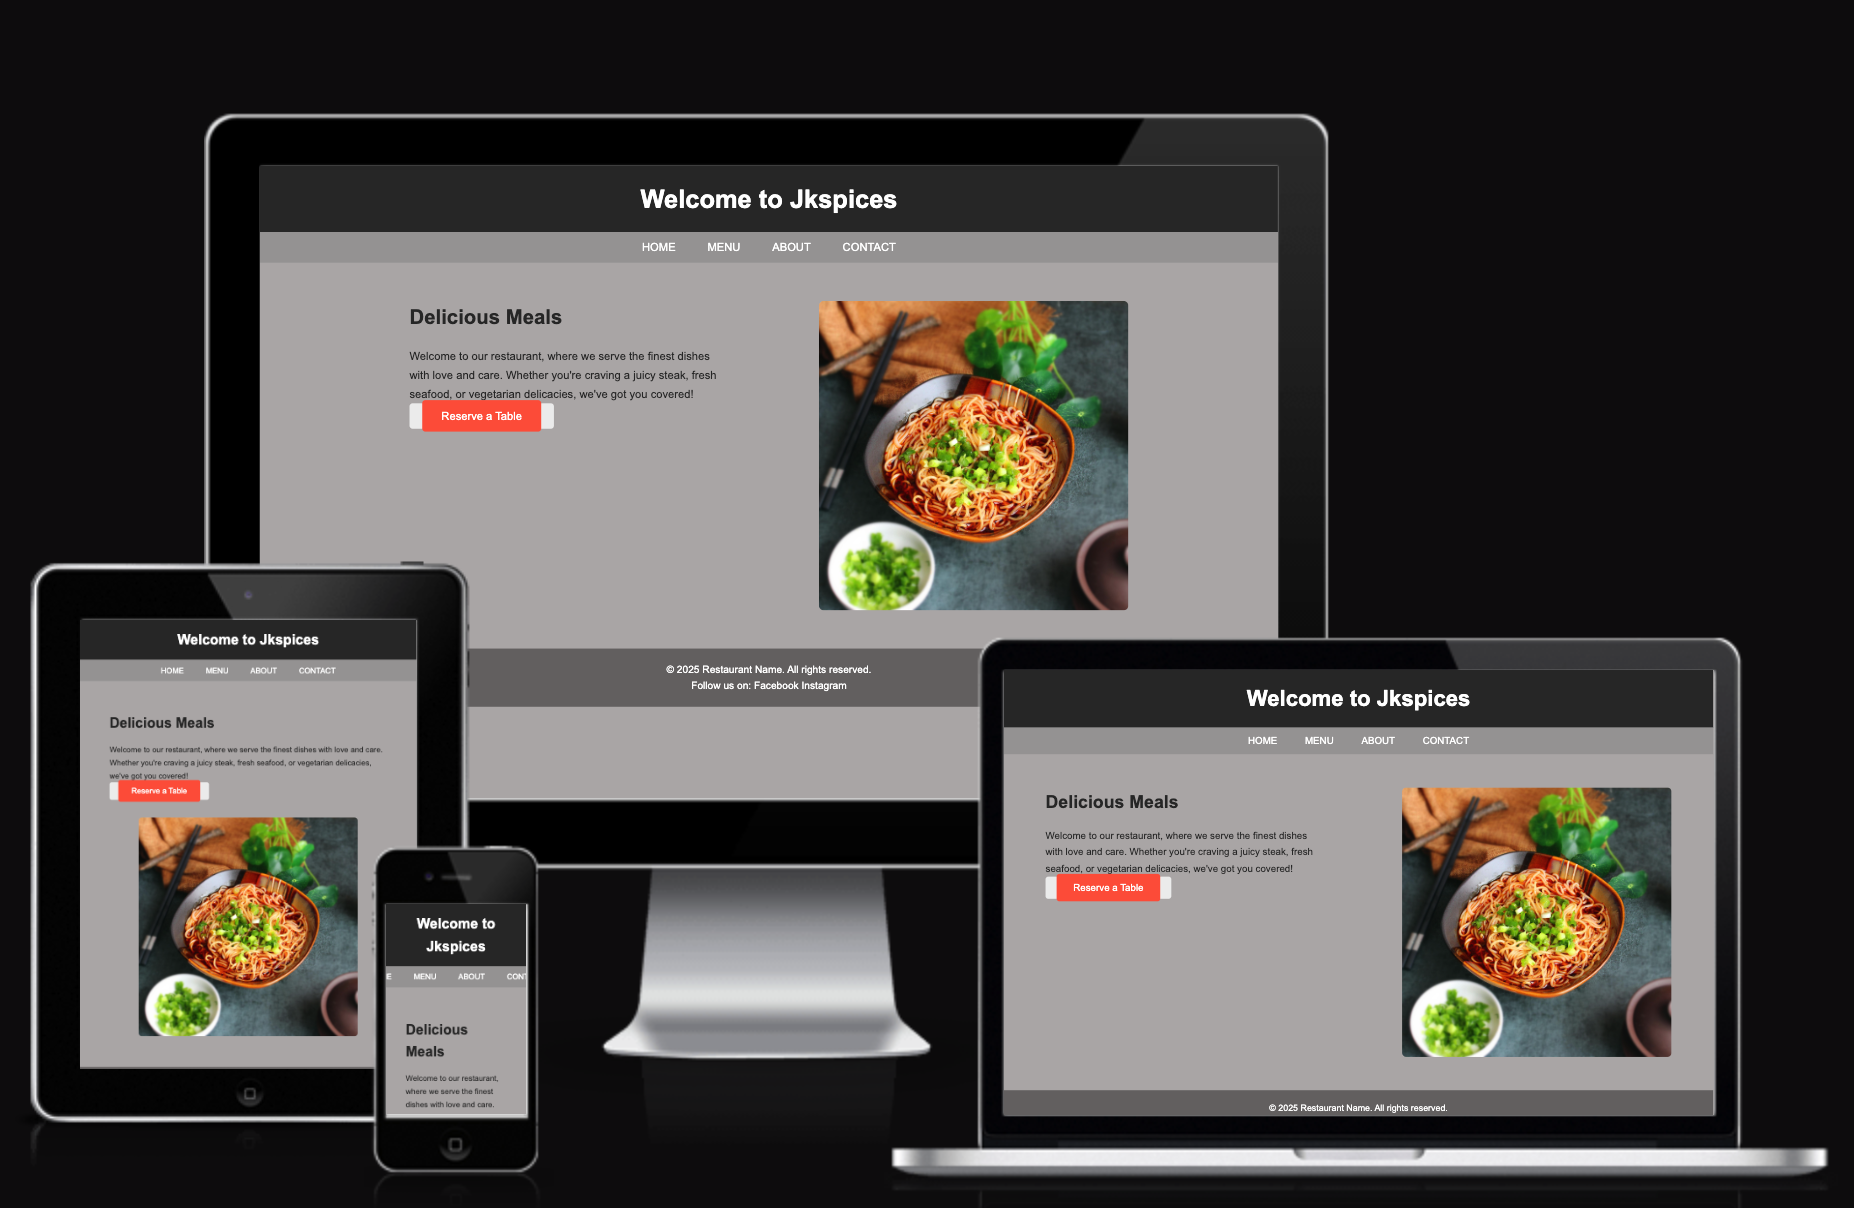 Welcome to Jkspices
HOME MENU ABOUT CONTACT
Delicious Meals
Welcome to our restaurant, where we serve the finest dishes
with love and care. Whether you're craving a juicy steak, fresh
seafood, or vegetarian delicacies, we've got you covered!
Reserve a Table
© 2025 Restaurant Name. All rights reserved.
Follow us on: Facebook Instagram
Welcome to Jkspices
HOME MENU ABOUT CONTACT
Delicious Meals
Welcome to our restaurant, where we serve the finest dishes with love and care.
Whether you're craving a juicy steak, fresh seafood, or vegetarian delicacies,
we've got you covered!
Reserve a Table
Welcome to
Jkspices
E MENU ABOUT CONT
Delicious
Meals
Welcome to our restaurant,
where we serve the finest
dishes with love and care.
Welcome to Jkspices
HOME MENU ABOUT CONTACT
Delicious Meals
Welcome to our restaurant, where we serve the finest dishes
with love and care. Whether you're craving a juicy steak, fresh
seafood, or vegetarian delicacies, we've got you covered!
Reserve a Table
© 2025 Restaurant Name. All rights reserved.